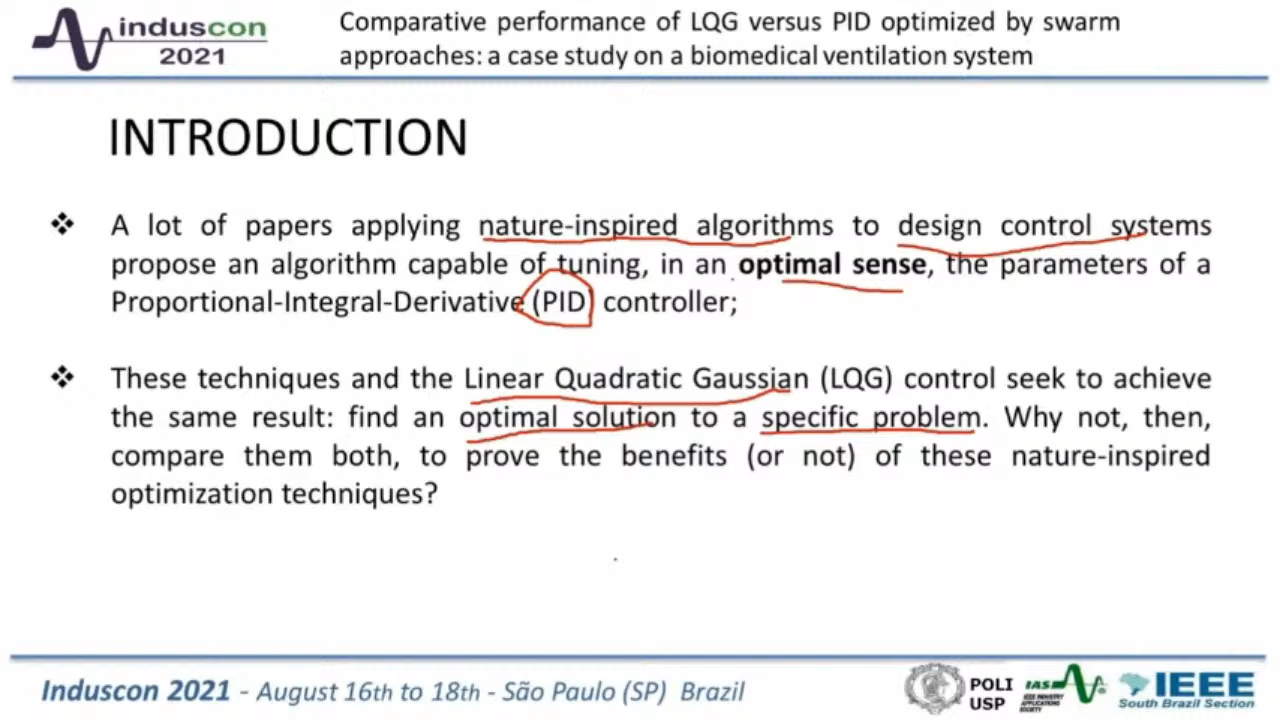 induscon
2021
Comparative performance of LQG versus PID optimized by swarm
approaches: a case study on a biomedical ventilation system
INTRODUCTION
❖ A lot of papers applying nature-inspired algorithms to design control systems
propose an algorithm capable of tuning, in an optimal sense, the parameters of a
Proportional-Integral-Derivative (PID) controller;
❖ These techniques and the Linear Quadratic Gaussian (LQG) control seek to achieve
the same result: find an optimal solution to a specific problem. Why not, then,
compare them both, to prove the benefits (or not) of these nature-inspired
optimization techniques?
Induscon 2021 - August 16th to 18th - São Paulo (SP) Brazil
POLI
USP
IAS
IEEE INDUSTRY
APPLICATIONS
SOCIETY
IEEE
South Brazil Section